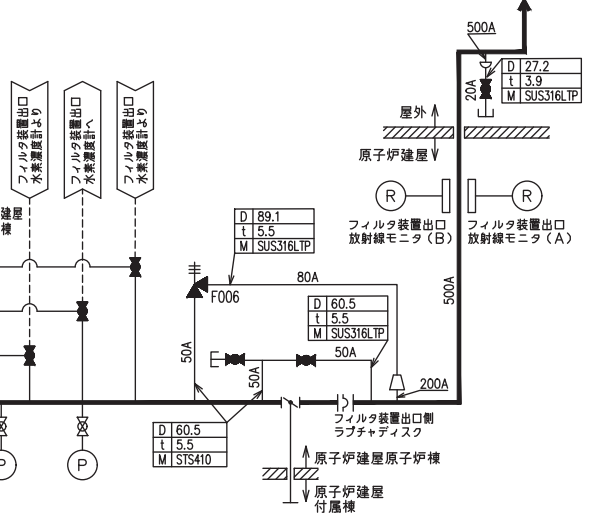 500A
D 27.2
t 3.9
M SUS316LTP
20A
フィルタ装置出口
水素濃度計より
フィルタ装置出口
水素濃度計へ
フィルタ装置出口
水素濃度計より
屋外
原子炉建屋
R
R
フィルタ装置出口
放射線モニタ（B）
フィルタ装置出口
放射線モニタ（A）
建屋
棟
D 89.1
t 5.5
M SUS316LTP
F006
80A
500A
D 60.5
t 5.5
M SUS316LTP
50A
50A
50A
200A
フィルタ装置出口側
ラプチャディスク
D 60.5
t 5.5
M STS410
P
P
原子炉建屋原子炉棟
原子炉建屋
付属棟